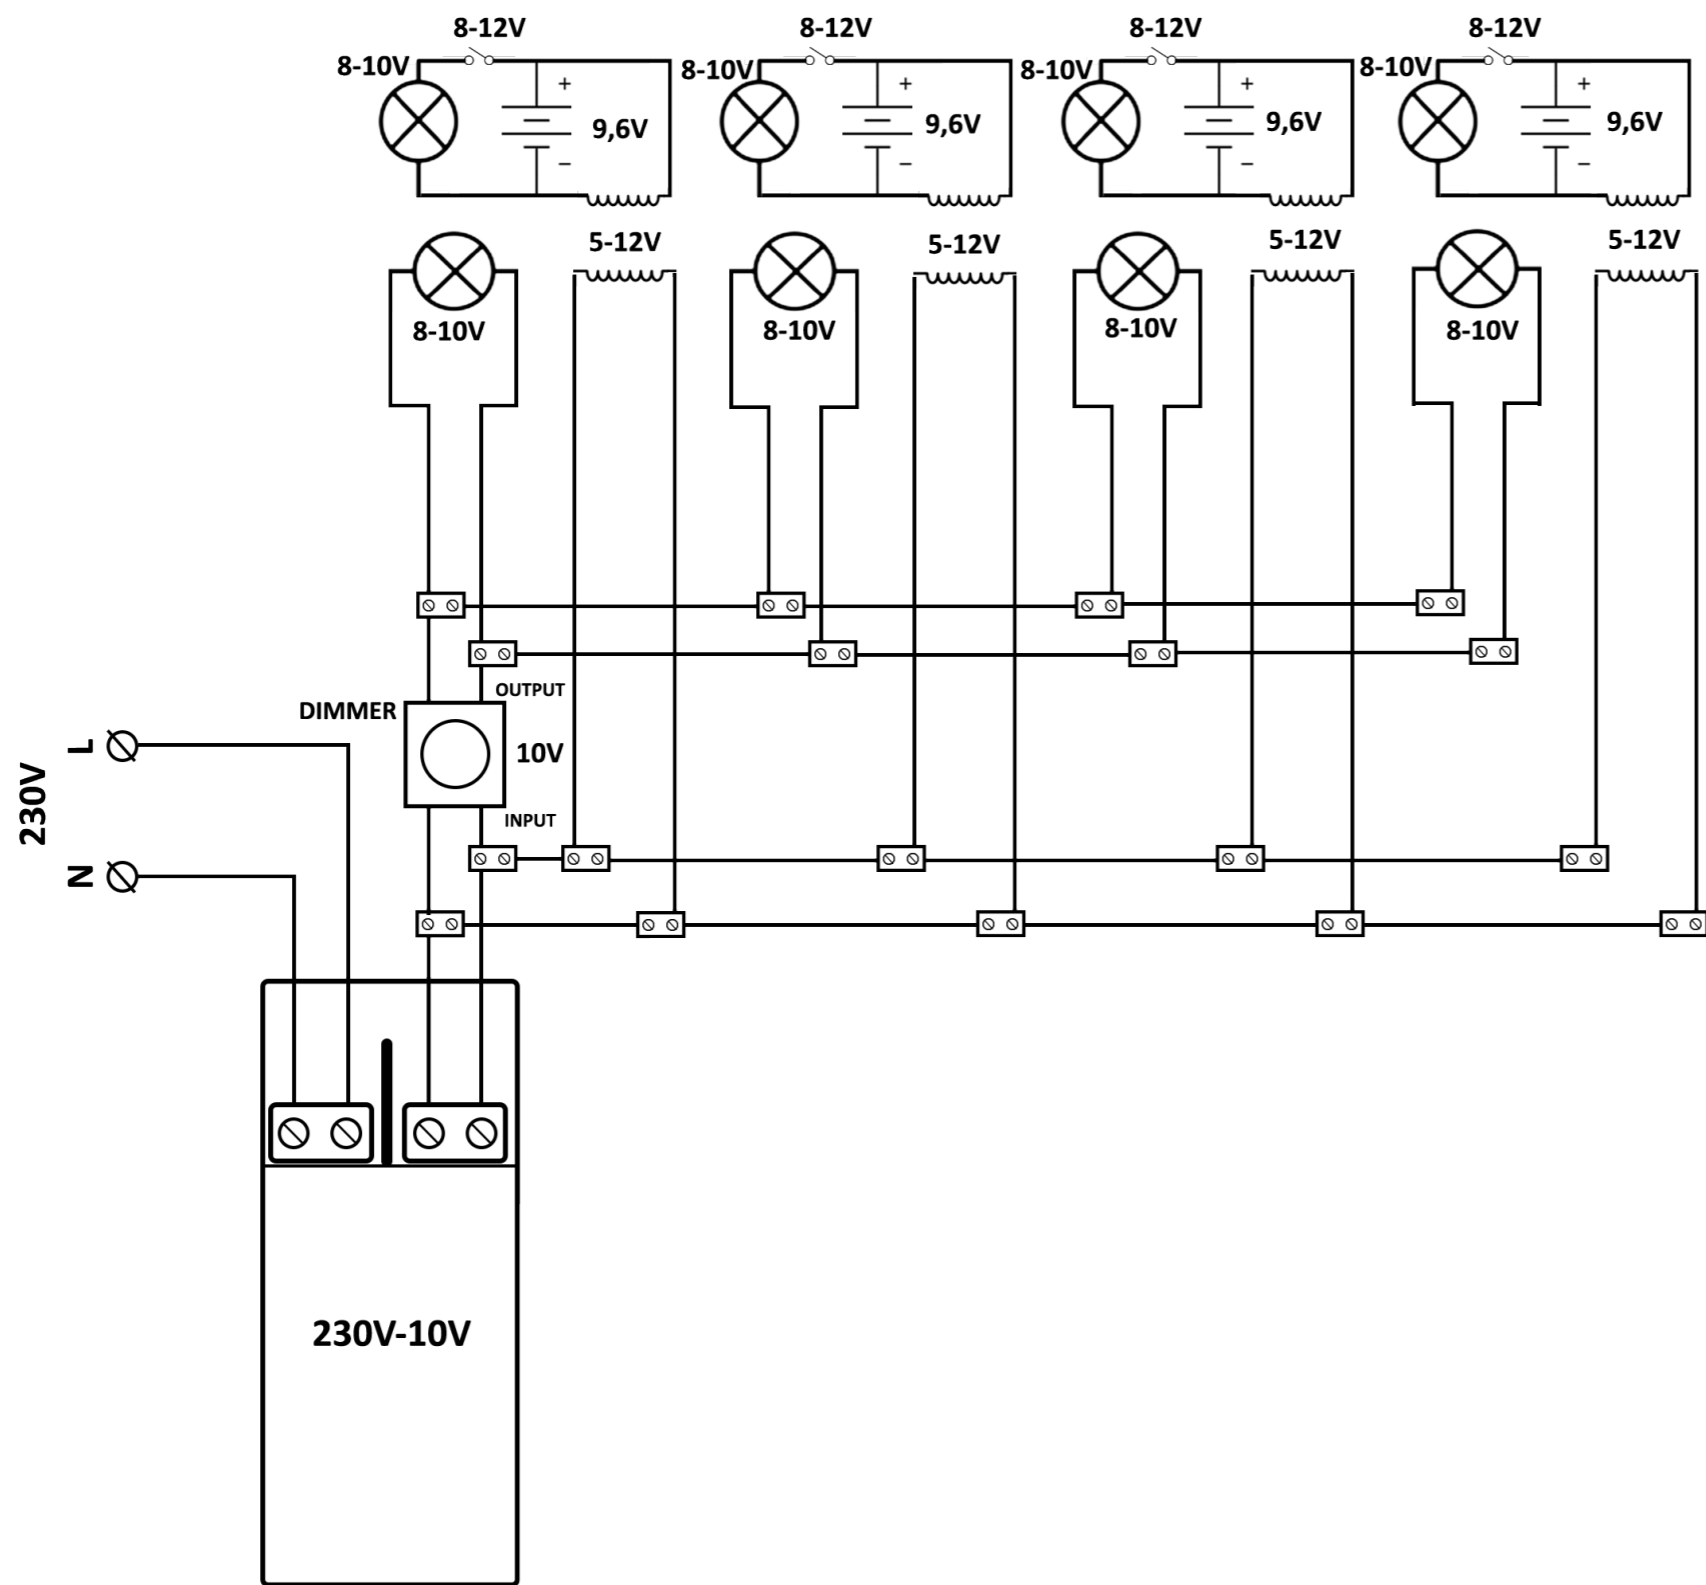 8-12V 8-12V 8-12V 8-12V
8-10V 8-10V 8-10V 8-10V
+ + + +
9,6V 9,6V 9,6V 9,6V
− − − −
5-12V 5-12V 5-12V 5-12V
8-10V 8-10V 8-10V 8-10V
OUTPUT
DIMMER
10V
L
230V
INPUT
N
230V-10V